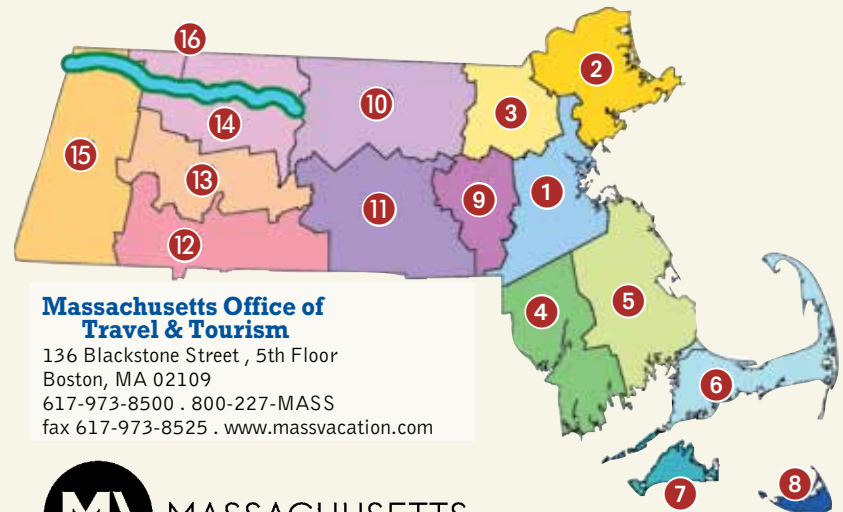 16
2
10
3
14
15
13
1
9
11
12
4
5
6
7
8
Massachusetts Office of
Travel & Tourism
136 Blackstone Street , 5th Floor
Boston, MA 02109
617-973-8500 . 800-227-MASS
fax 617-973-8525 . www.massvacation.com
MASSACHUSETTS